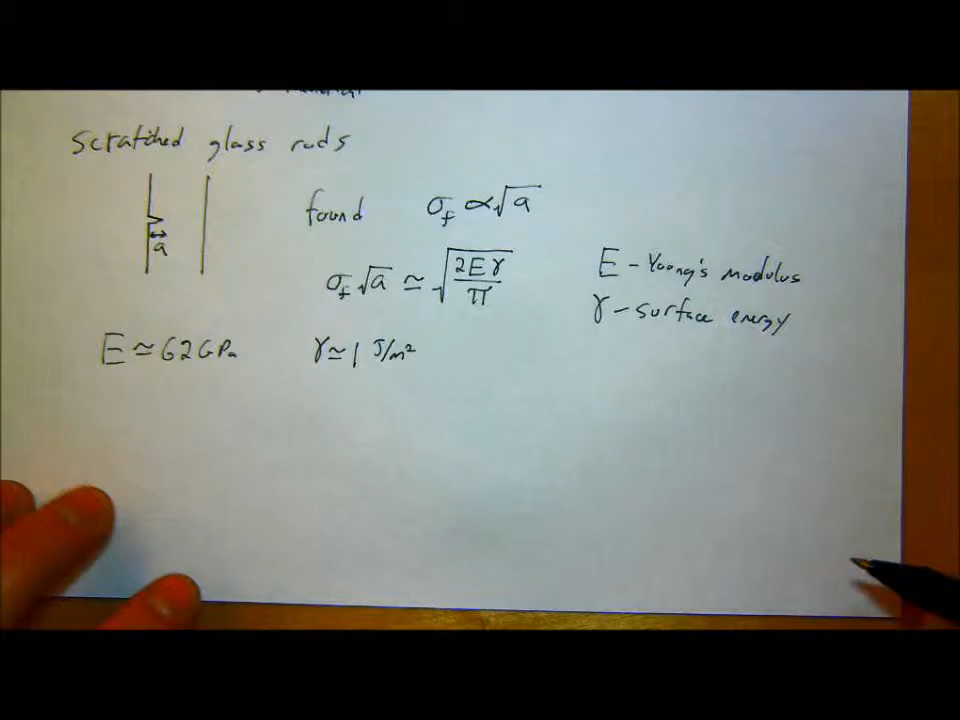 scratched glass rods
a
found σf ∝ √a
σf √a ≃ √(2Eγ/π)
E - Young's modulus
γ - surface energy
E ≃ 62 GPa γ ≃ 1 J/m²